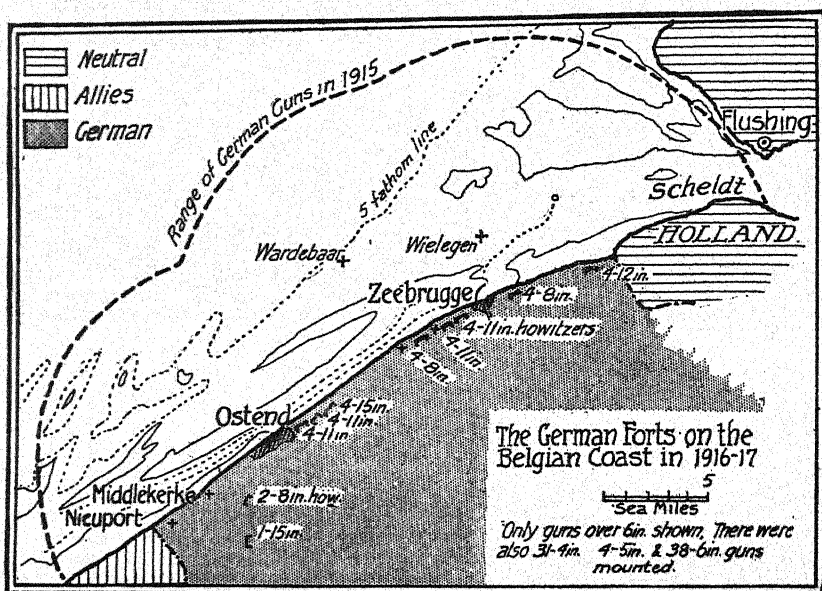 Neutral
Allies
German
Range of German Guns in 1915
5 fathom line
Flushing
Scheldt
HOLLAND
Wardebaar
Wielegen
4-12in.
Zeebrugge
4-8in.
4-11in. howitzers
4-11in.
4-8in.
Ostend
4-15in.
4-11in.
4-11in
Middlekerke
Nieuport
2-8in. how.
1-15in.
The German Forts on the
Belgian Coast in 1916-17
5
Sea Miles
Only guns over 6in. shown, There were
also 31-4in. 4-5in. & 38-6in. guns
mounted.